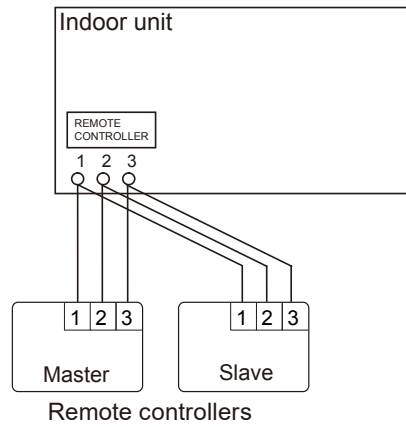 Indoor unit
REMOTE
CONTROLLER
1 2 3
1 2 3
1 2 3
Master
Slave
Remote controllers